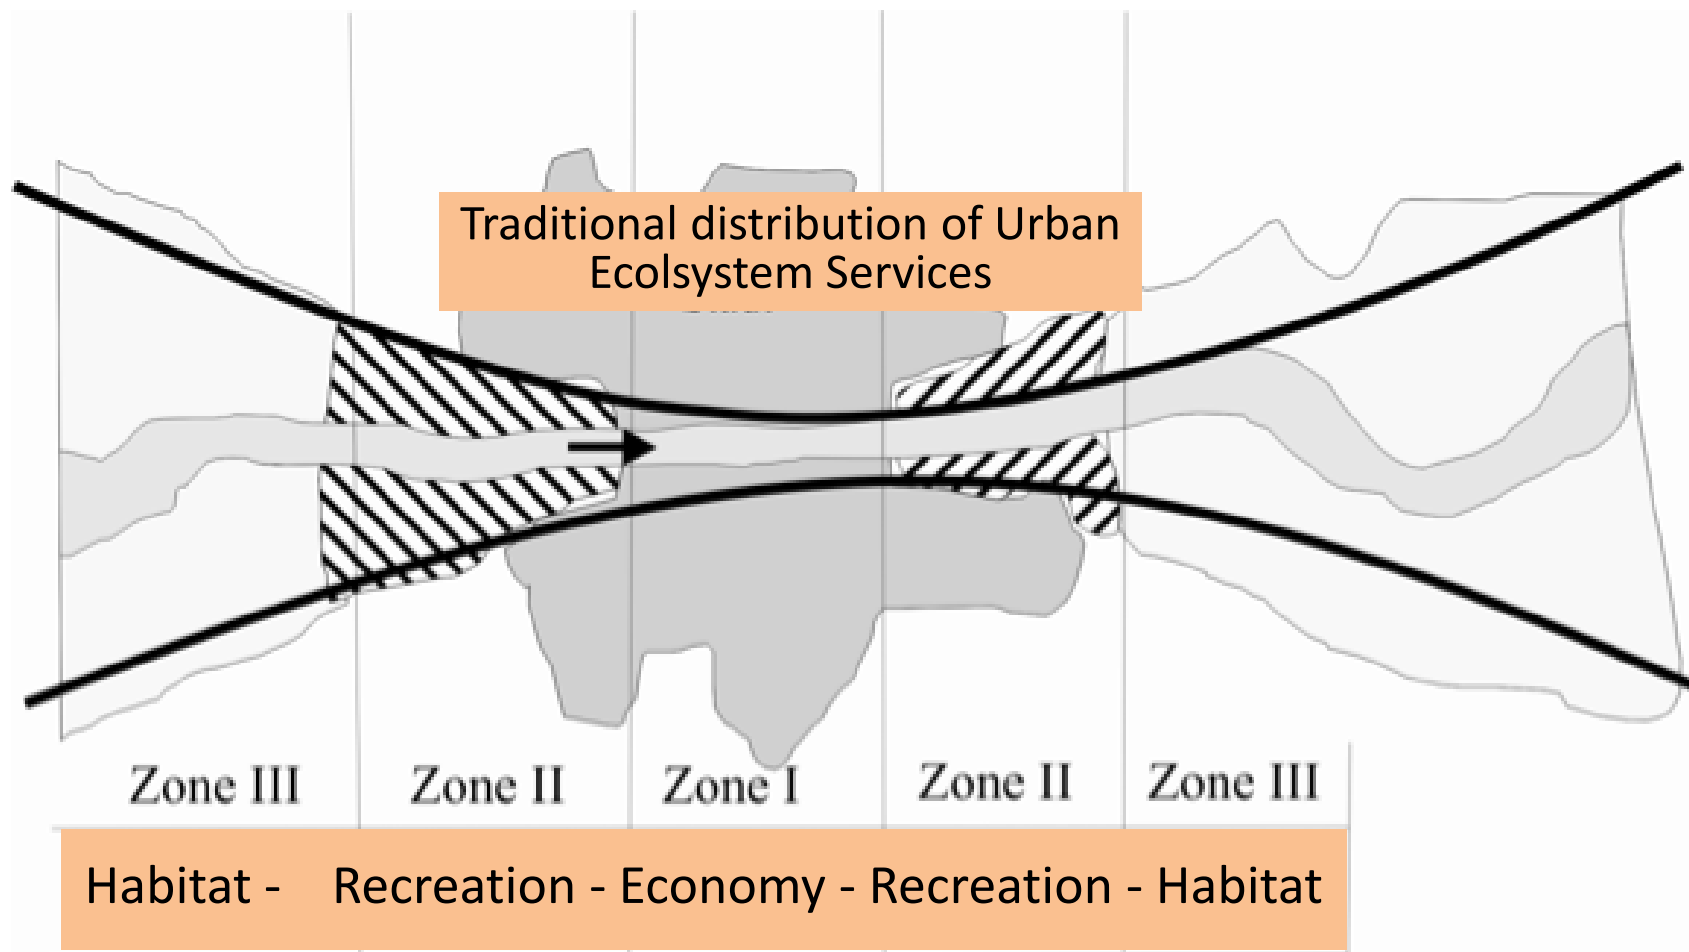 Traditional distribution of Urban
Ecolsystem Services
Zone III Zone II Zone I Zone II Zone III
Habitat - Recreation - Economy - Recreation - Habitat